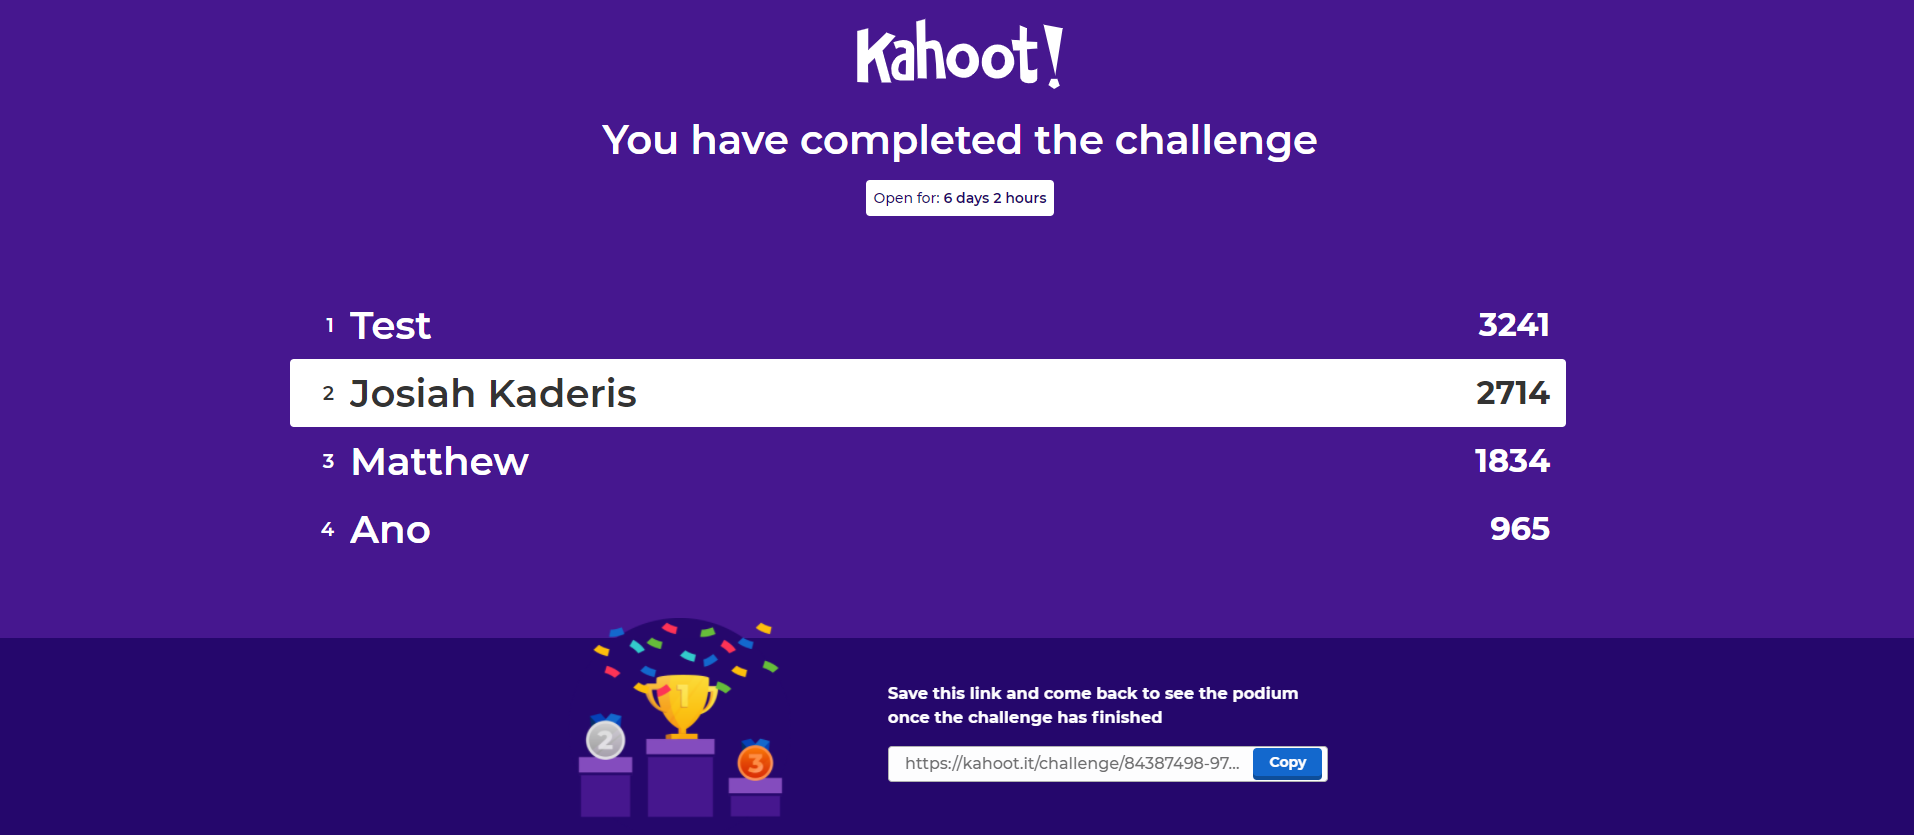 Kahoot!
You have completed the challenge
Open for: 6 days 2 hours
1 Test 3241
2 Josiah Kaderis 2714
3 Matthew 1834
4 Ano 965
1
2
3
Save this link and come back to see the podium
once the challenge has finished
https://kahoot.it/challenge/84387498-97... Copy